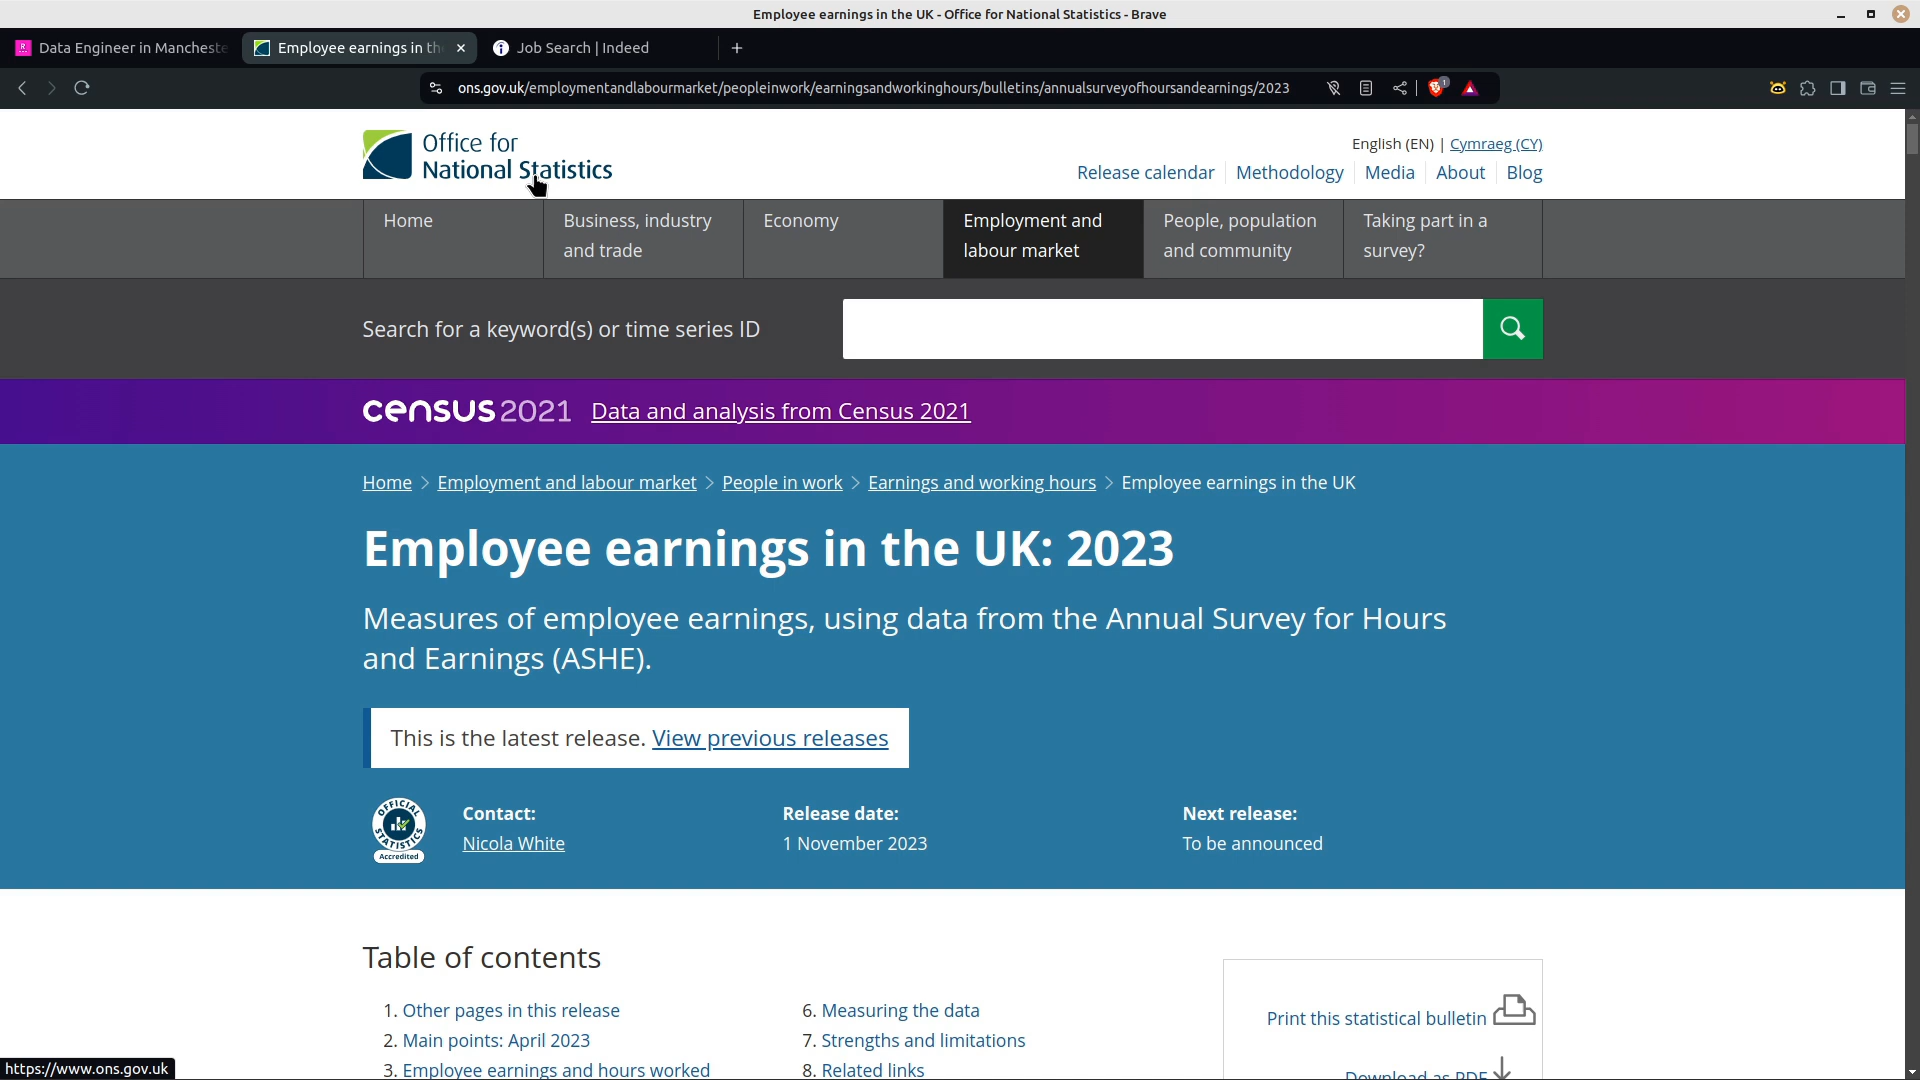 Employee earnings in the UK - Office for National Statistics - Brave
Data Engineer in Mancheste
Employee earnings in th
Job Search | Indeed
ons.gov.uk/employmentandlabourmarket/peopleinwork/earningsandworkinghours/bulletins/annualsurveyofhoursandearnings/2023
1
Office for
National Statistics
English (EN) | Cymraeg (CY)
Release calendar
Methodology
Media
About
Blog
Home
Business, industry
and trade
Economy
Employment and
labour market
People, population
and community
Taking part in a
survey?
Search for a keyword(s) or time series ID
census 2021 Data and analysis from Census 2021
Home > Employment and labour market > People in work > Earnings and working hours > Employee earnings in the UK
Employee earnings in the UK: 2023
Measures of employee earnings, using data from the Annual Survey for Hours
and Earnings (ASHE).
This is the latest release. View previous releases
OFFICIAL STATISTICS
Accredited
Contact:
Nicola White
Release date:
1 November 2023
Next release:
To be announced
Table of contents
1. Other pages in this release
2. Main points: April 2023
3. Employee earnings and hours worked
6. Measuring the data
7. Strengths and limitations
8. Related links
Print this statistical bulletin
Download as PDF
https://www.ons.gov.uk